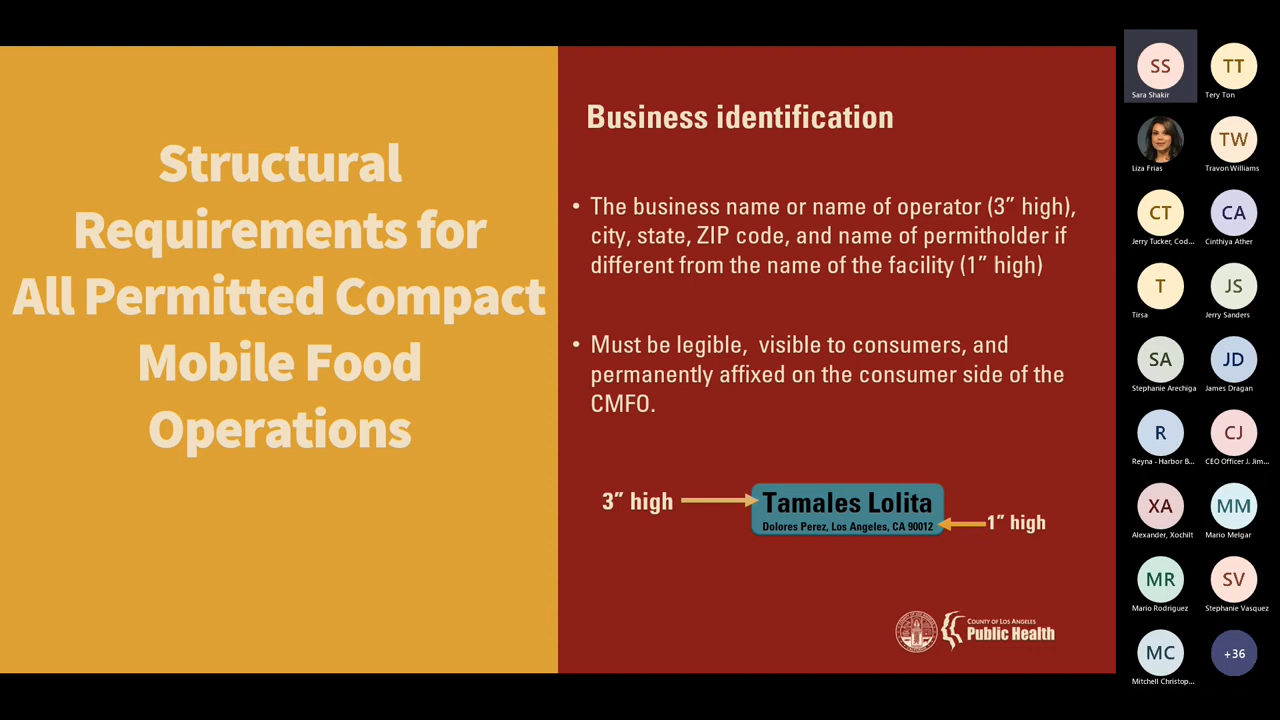 Structural
Requirements for
All Permitted Compact
Mobile Food
Operations
Business identification
• The business name or name of operator (3” high),
city, state, ZIP code, and name of permitholder if
different from the name of the facility (1” high)
• Must be legible, visible to consumers, and
permanently affixed on the consumer side of the
CMFO.
3” high
Tamales Lolita
Dolores Perez, Los Angeles, CA 90012
1” high
COUNTY OF LOS ANGELES
Public Health
SS
Sara Shakir
TT
Tery Ton
Liza Frias
TW
Travon Williams
CT
Jerry Tucker, Cod...
CA
Cinthiya Ather
T
Tirsa
JS
Jerry Sanders
SA
Stephanie Arechiga
JD
James Dragan
R
Reyna - Harbor B...
CJ
CEO Officer J. Jim...
XA
Alexander, Xochilt
MM
Mario Melgar
MR
Mario Rodriguez
SV
Stephanie Vasquez
MC
Mitchell Christop...
+36